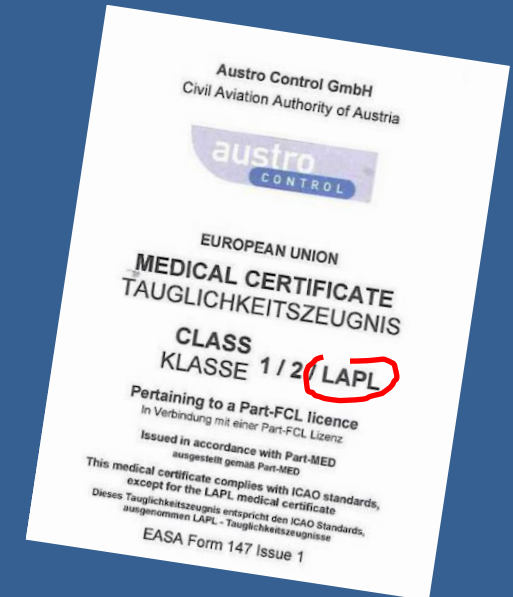 Austro Control GmbH
Civil Aviation Authority of Austria
austro
CONTROL
EUROPEAN UNION
MEDICAL CERTIFICATE
TAUGLICHKEITSZEUGNIS
CLASS
KLASSE 1 / 2 / LAPL
Pertaining to a Part-FCL licence
In Verbindung mit einer Part-FCL Lizenz
Issued in accordance with Part-MED
ausgestellt gemäß Part-MED
This medical certificate complies with ICAO standards,
except for the LAPL medical certificate
Dieses Tauglichkeitszeugnis entspricht den ICAO Standards,
ausgenommen LAPL - Tauglichkeitszeugnisse
EASA Form 147 Issue 1